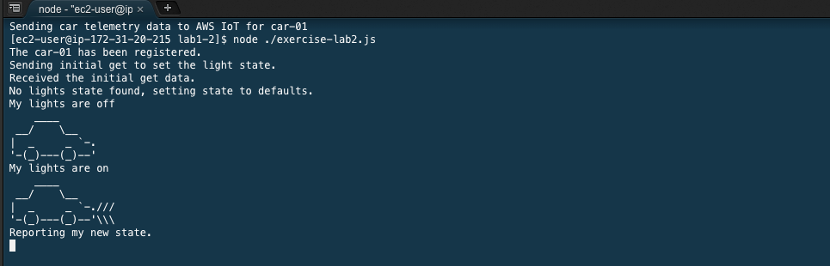 node - "ec2-user@ip
Sending car telemetry data to AWS IoT for car-01
[ec2-user@ip-172-31-20-215 lab1-2]$ node ./exercise-lab2.js
The car-01 has been registered.
Sending initial get to set the light state.
Received the initial get data.
No lights state found, setting state to defaults.
My lights are off
    ____
 __/    \__
|  _     _ `-.
'-(_)---(_)--'
My lights are on
    ____
 __/    \__
|  _     _ `-.///
'-(_)---(_)--'\\\
Reporting my new state.